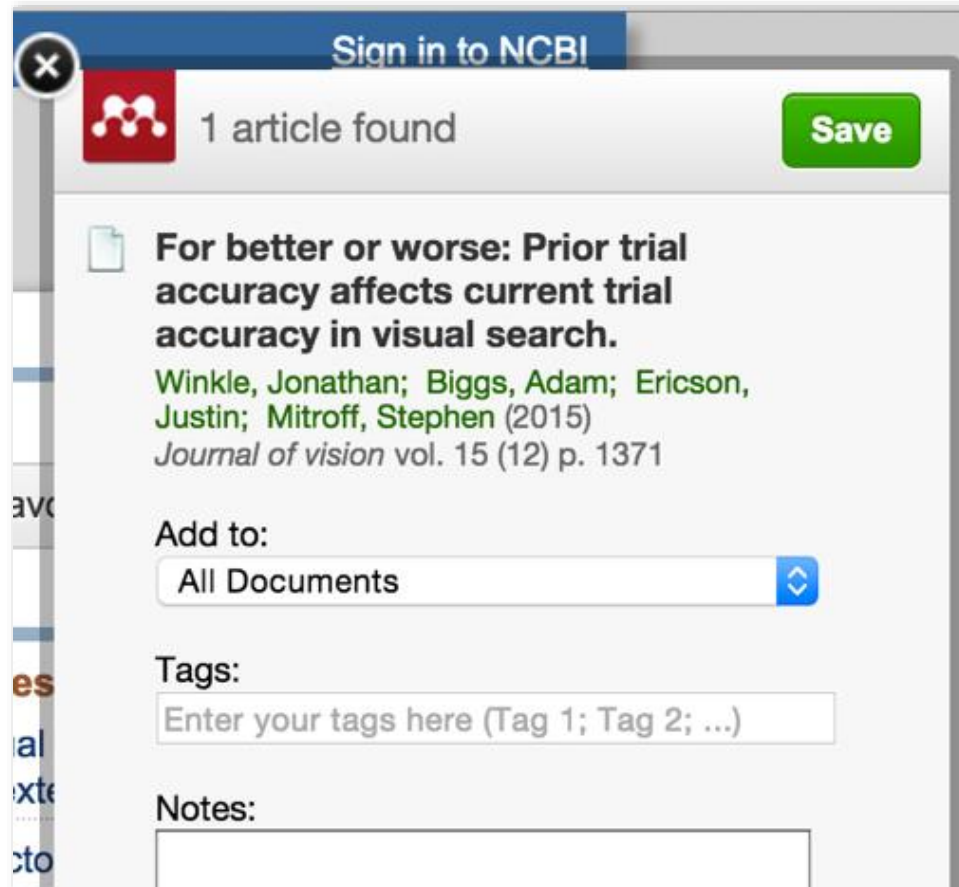 Sign in to NCBI
1 article found
Save
For better or worse: Prior trial
accuracy affects current trial
accuracy in visual search.
Winkle, Jonathan; Biggs, Adam; Ericson,
Justin; Mitroff, Stephen (2015)
Journal of vision vol. 15 (12) p. 1371
Add to:
All Documents
Tags:
Enter your tags here (Tag 1; Tag 2; ...)
Notes: